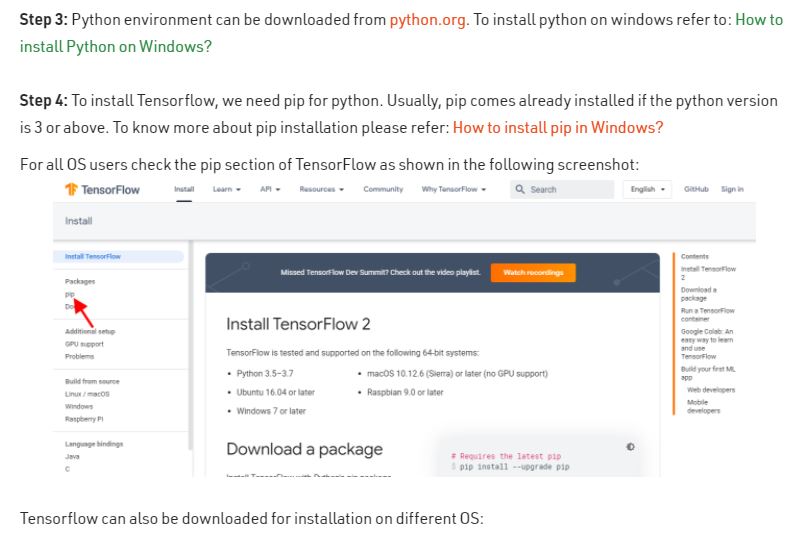 Step 3: Python environment can be downloaded from python.org. To install python on windows refer to: How to
install Python on Windows?
Step 4: To install Tensorflow, we need pip for python. Usually, pip comes already installed if the python version
is 3 or above. To know more about pip installation please refer: How to install pip in Windows?
For all OS users check the pip section of TensorFlow as shown in the following screenshot:
TensorFlow Install Learn API Resources Community Why TensorFlow Search English GitHub Sign in
Install
Install TensorFlow
Packages
pip
Additional setup
GPU support
Problems
Build from source
Linux / macOS
Windows
Raspberry Pi
Language bindings
Java
C
Missed TensorFlow Dev Summit? Check out the video playlist. Watch recordings
Install TensorFlow 2
TensorFlow is tested and supported on the following 64-bit systems:
• Python 3.5–3.7
• Ubuntu 16.04 or later
• Windows 7 or later
• macOS 10.12.6 (Sierra) or later (no GPU support)
• Raspbian 9.0 or later
Download a package
# Requires the latest pip
$ pip install --upgrade pip
Contents
Install TensorFlow
2
Download a
package
Run a TensorFlow
container
Google Colab: An
easy way to learn
and use
TensorFlow
Build your first ML
app
Web developers
Mobile
developers
Tensorflow can also be downloaded for installation on different OS: